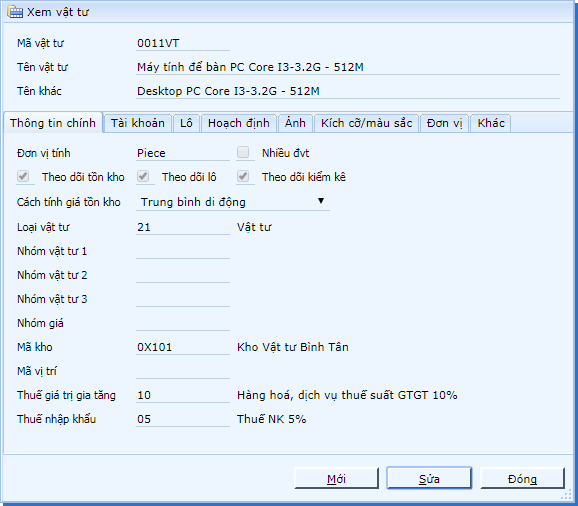 Xem vật tư
Mã vật tư 0011VT
Tên vật tư Máy tính để bàn PC Core I3-3.2G - 512M
Tên khác Desktop PC Core I3-3.2G - 512M
Thông tin chính Tài khoản Lô Hoạch định Ảnh Kích cỡ/màu sắc Đơn vị Khác
Đơn vị tính Piece Nhiều đvt
Theo dõi tồn kho Theo dõi lô Theo dõi kiểm kê
Cách tính giá tồn kho Trung bình di động
Loại vật tư 21 Vật tư
Nhóm vật tư 1
Nhóm vật tư 2
Nhóm vật tư 3
Nhóm giá
Mã kho 0X101 Kho Vật tư Bình Tân
Mã vị trí
Thuế giá trị gia tăng 10 Hàng hoá, dịch vụ thuế suất GTGT 10%
Thuế nhập khẩu 05 Thuế NK 5%
Mới Sửa Đóng